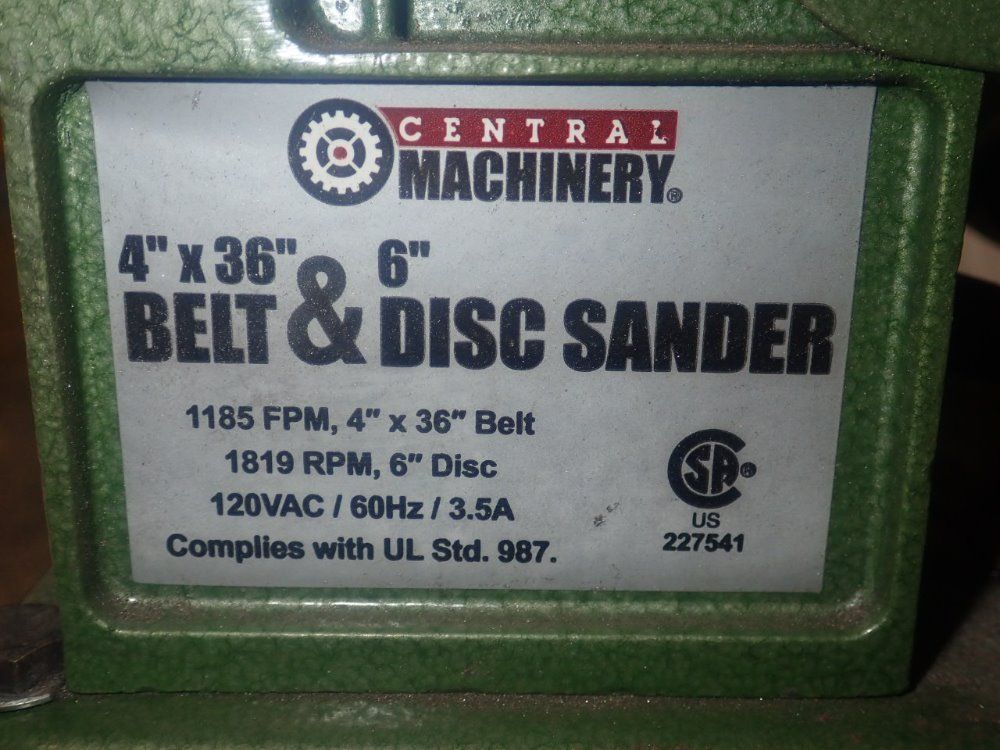 CENTRAL
MACHINERY®
4" x 36" 6"
BELT & DISC SANDER
1185 FPM, 4" x 36" Belt
1819 RPM, 6" Disc
120VAC / 60Hz / 3.5A
Complies with UL Std. 987.
CSA®
US
227541